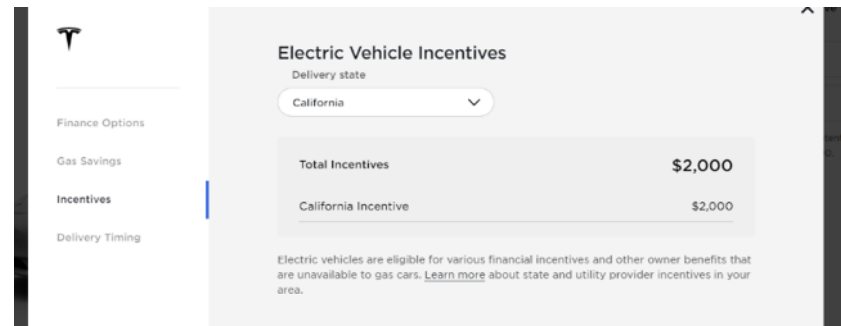 Electric Vehicle Incentives
Delivery state
California
Finance Options
Gas Savings
Incentives
Delivery Timing
Total Incentives $2,000
California Incentive $2,000
Electric vehicles are eligible for various financial incentives and other owner benefits that
are unavailable to gas cars. Learn more about state and utility provider incentives in your
area.